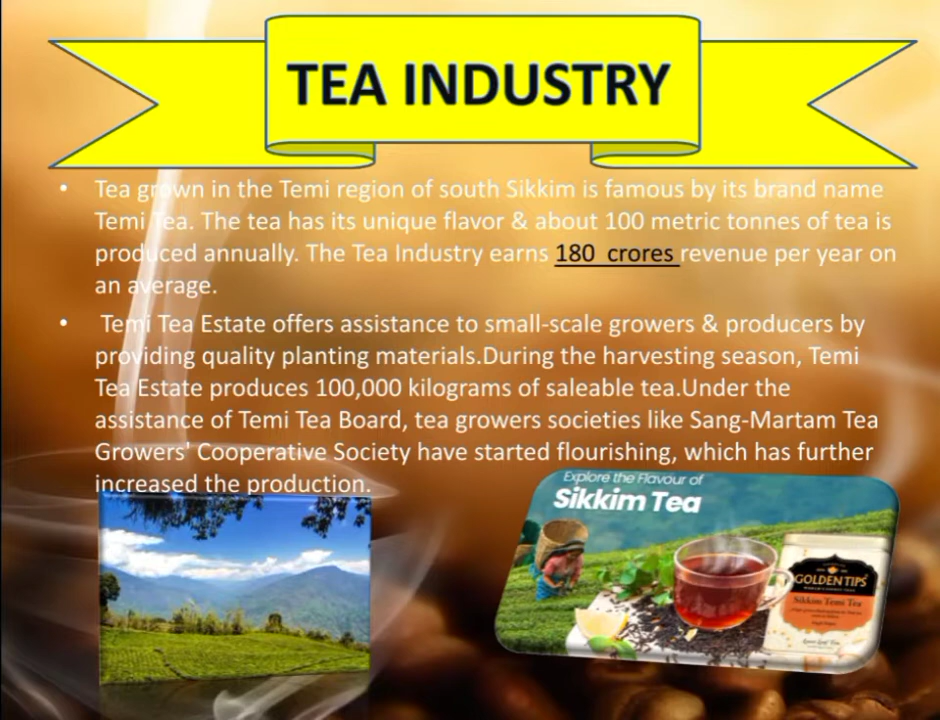 TEA INDUSTRY
• Tea grown in the Temi region of south Sikkim is famous by its brand name
Temi Tea. The tea has its unique flavor & about 100 metric tonnes of tea is
produced annually. The Tea Industry earns 180 crores revenue per year on
an average.
• Temi Tea Estate offers assistance to small-scale growers & producers by
providing quality planting materials.During the harvesting season, Temi
Tea Estate produces 100,000 kilograms of saleable tea.Under the
assistance of Temi Tea Board, tea growers societies like Sang-Martam Tea
Growers' Cooperative Society have started flourishing, which has further
increased the production.
Explore the Flavour of
Sikkim Tea
GOLDEN TIPS
Sikkim Temi Tea